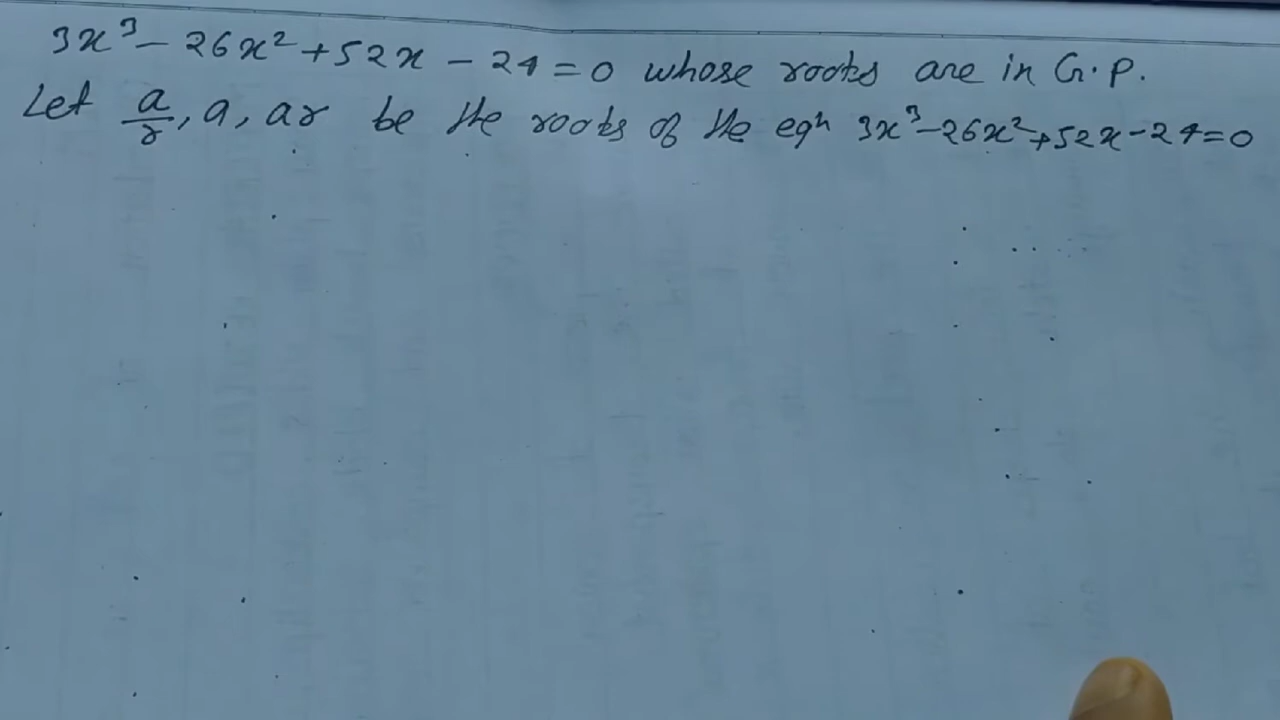 3x³ - 26x² + 52x - 24 = 0 whose roots are in G.P.
Let a/r, a, ar be the roots of the eqn 3x³-26x²+52x-24=0